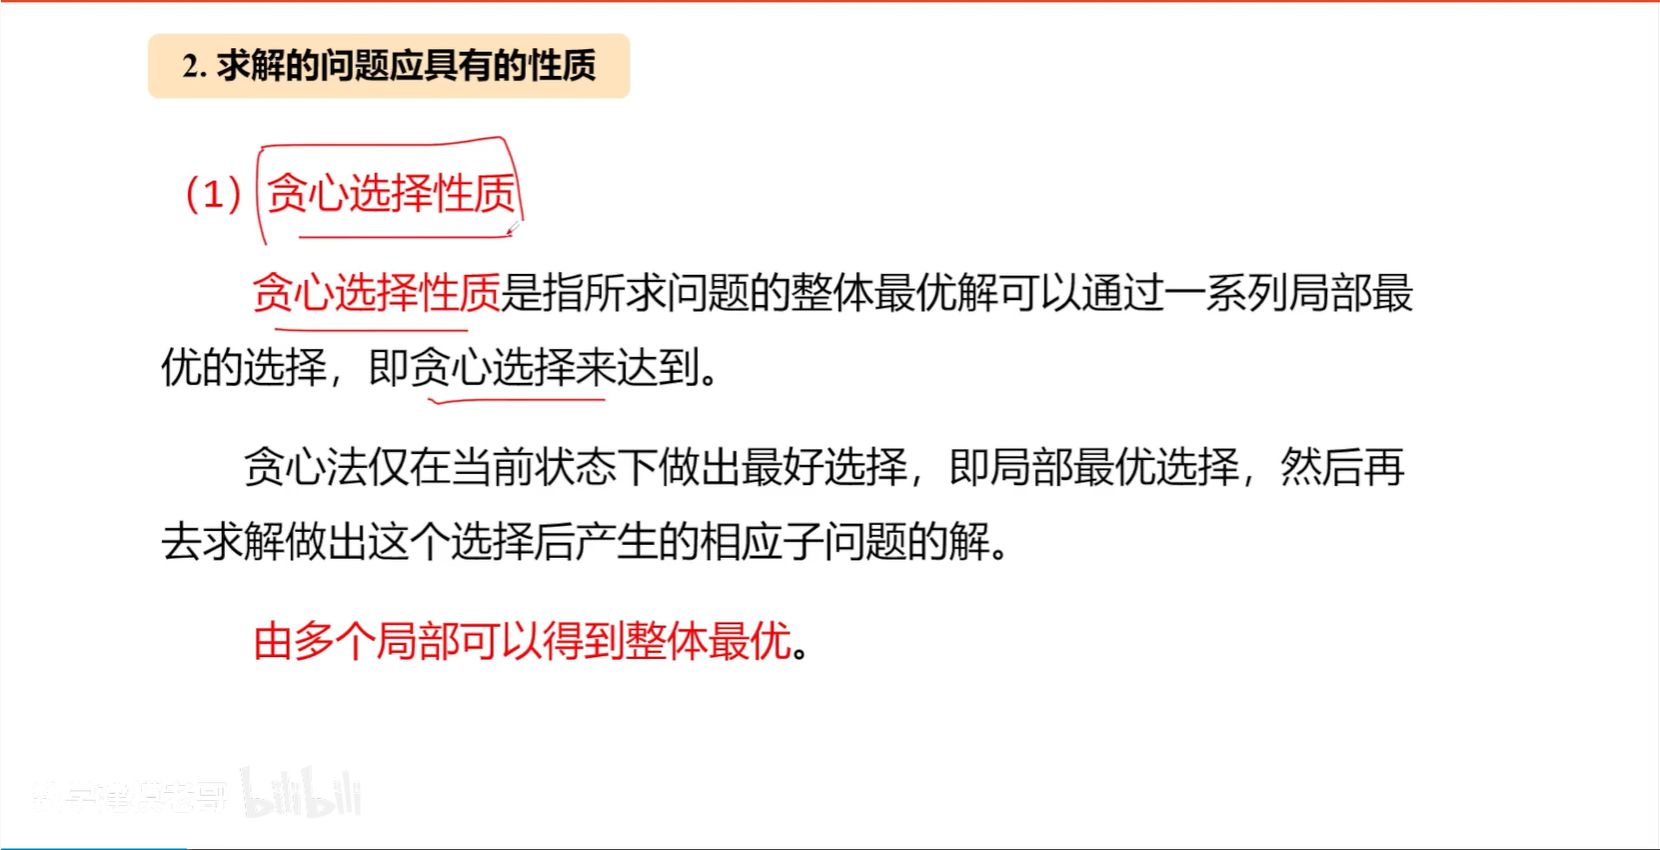 2. 求解的问题应具有的性质
（1）贪心选择性质
贪心选择性质是指所求问题的整体最优解可以通过一系列局部最
优的选择，即贪心选择来达到。
贪心法仅在当前状态下做出最好选择，即局部最优选择，然后再
去求解做出这个选择后产生的相应子问题的解。
由多个局部可以得到整体最优。
学建模老哥 bilibili